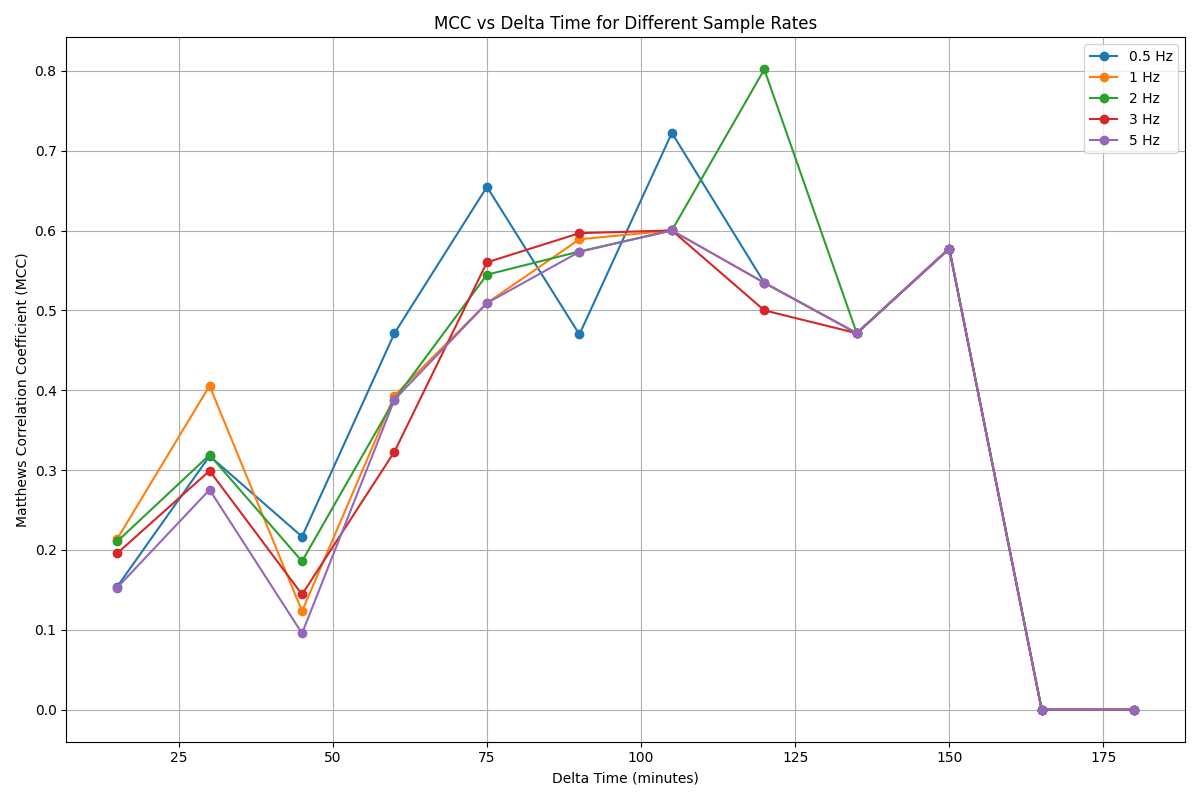 MCC vs Delta Time for Different Sample Rates
0.5 Hz
1 Hz
2 Hz
3 Hz
5 Hz
Matthews Correlation Coefficient (MCC)
0.8
0.7
0.6
0.5
0.4
0.3
0.2
0.1
0.0
25
50
75
100
125
150
175
Delta Time (minutes)